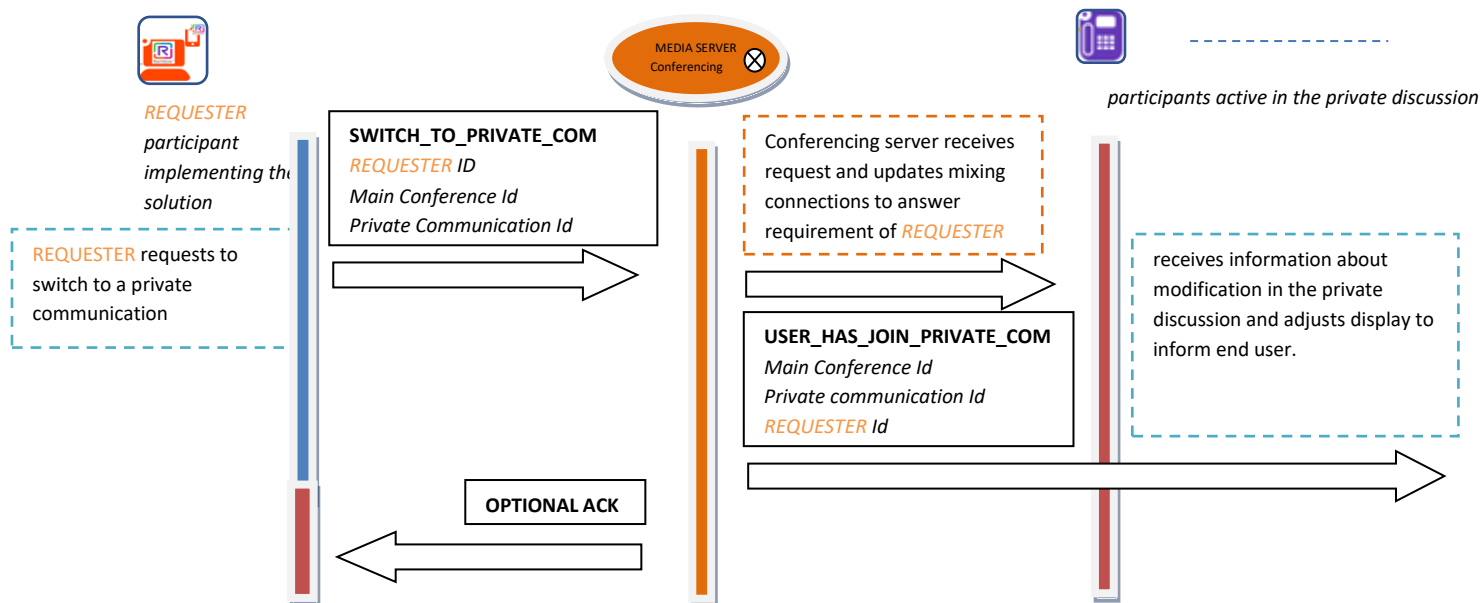 REQUESTER
participant
implementing the
solution
REQUESTER requests to
switch to a private
communication
SWITCH_TO_PRIVATE_COM
REQUESTER ID
Main Conference Id
Private Communication Id
MEDIA SERVER
Conferencing
Conferencing server receives
request and updates mixing
connections to answer
requirement of REQUESTER
USER_HAS_JOIN_PRIVATE_COM
Main Conference Id
Private communication Id
REQUESTER Id
participants active in the private discussion
receives information about
modification in the private
discussion and adjusts display to
inform end user.
OPTIONAL ACK